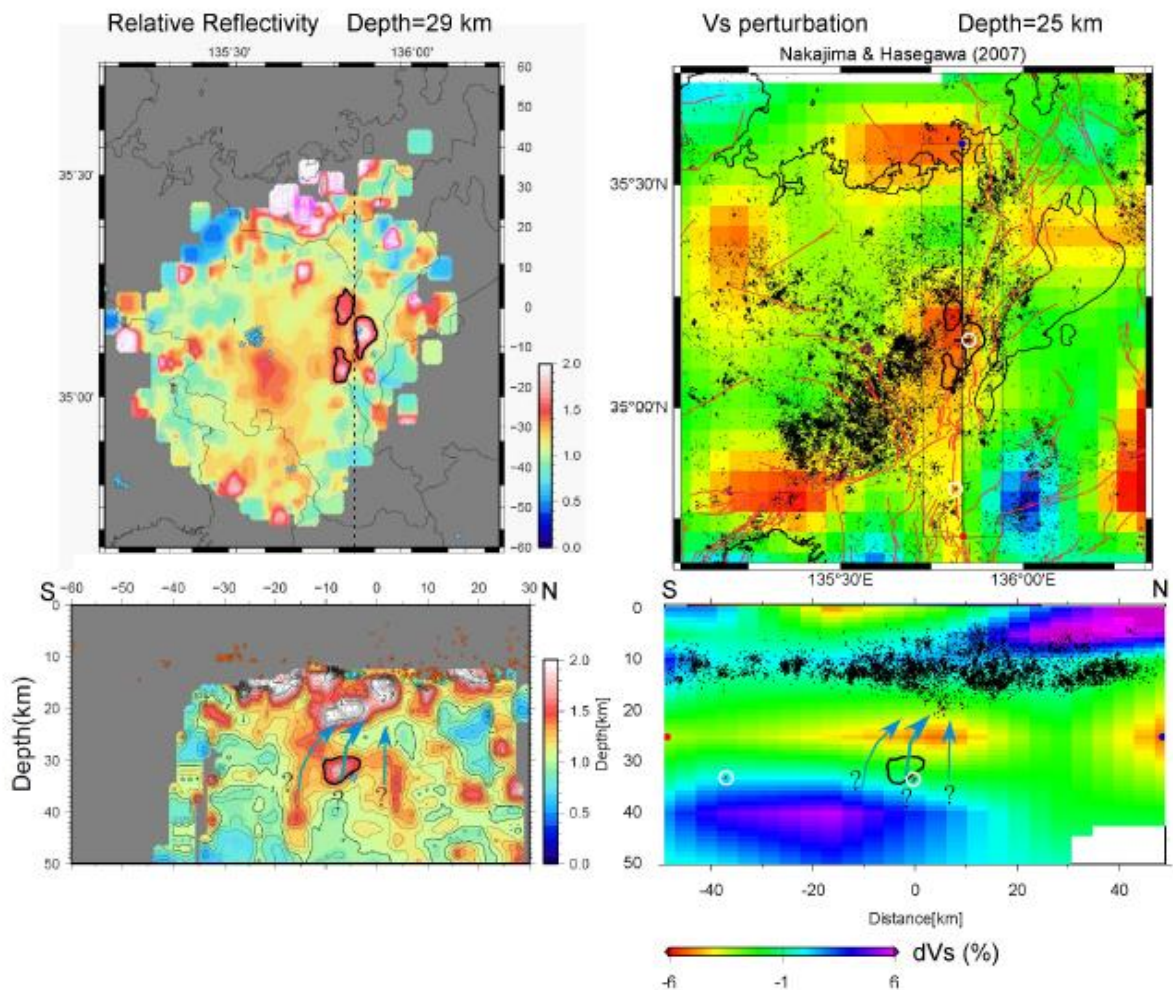 Relative Reflectivity Depth=29 km
135˚30' 136˚00'
60
50
40
35˚30' 30
20
10
0
−10
35˚00' −20
−30
−40
−50
−60
2.0
1.5
1.0
0.5
0.0
Vs perturbation Depth=25 km
Nakajima & Hasegawa (2007)
35˚30'N
35˚00'N
135˚30'E 136˚00'E
S N
−60 −50 −40 −30 −20 −10 0 10 20 30
Depth(km)
0
10
20
30
40
50
? ? ?
2.0
1.5
1.0
0.5
0.0
S N
Depth[km]
0
10
20
30
40
50
? ? ?
-40 -20 0 20 40
Distance[km]
dVs (%)
-6 -1 6